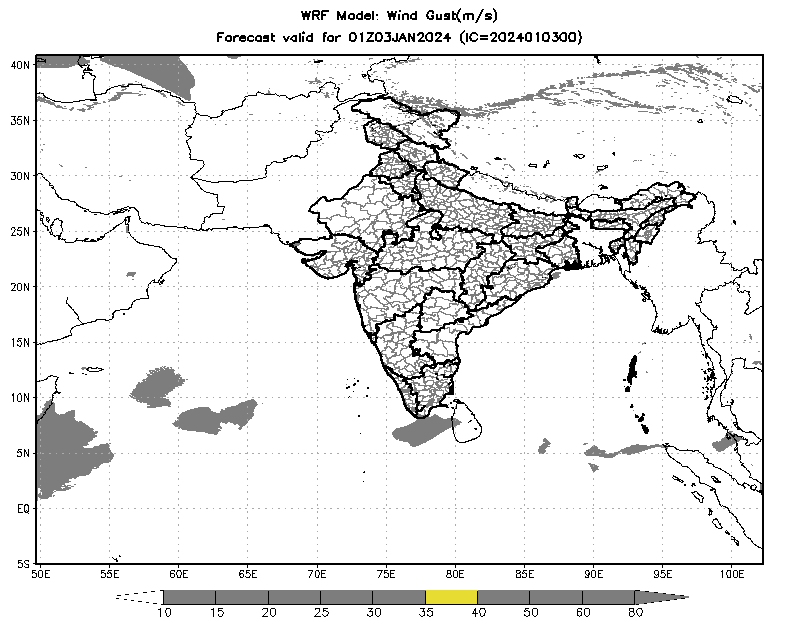 WRF Model: Wind Gust(m/s)
Forecast valid for 01Z03JAN2024 (IC=2024010300)
40N
35N
30N
25N
20N
15N
10N
5N
EQ
5S
50E 55E 60E 65E 70E 75E 80E 85E 90E 95E 100E
10 15 20 25 30 35 40 50 60 80